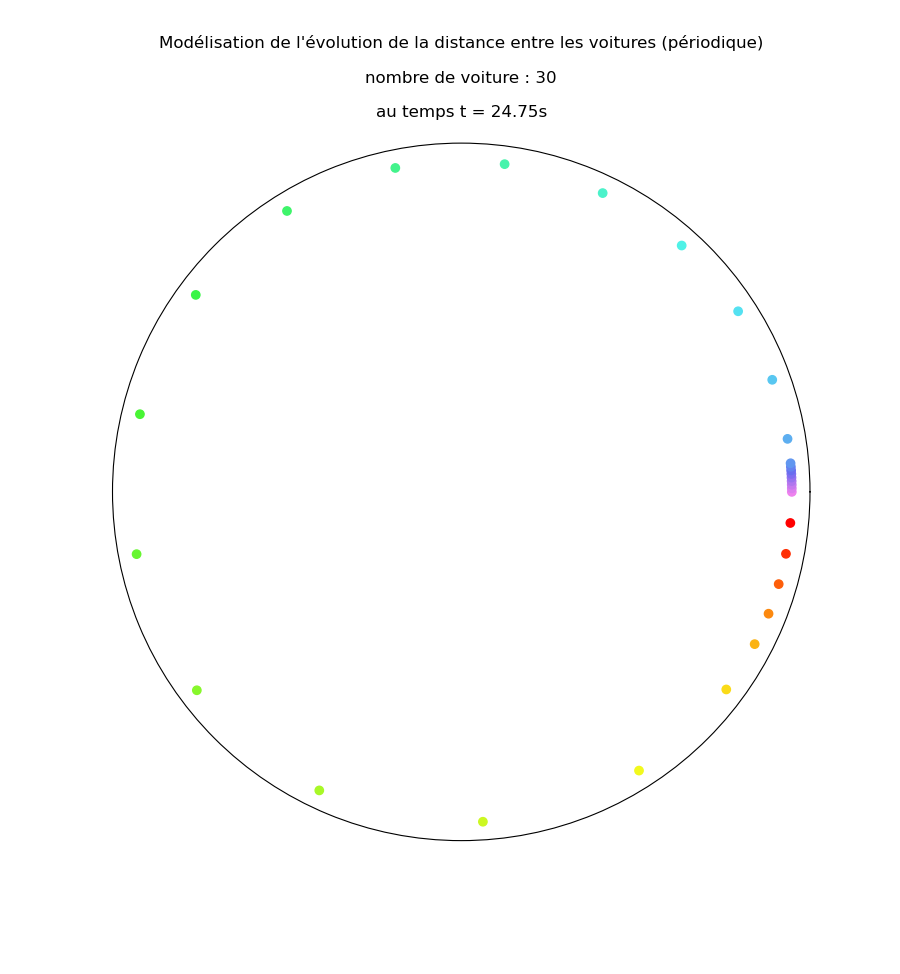 Modélisation de l'évolution de la distance entre les voitures (périodique)
nombre de voiture : 30
au temps t = 24.75s